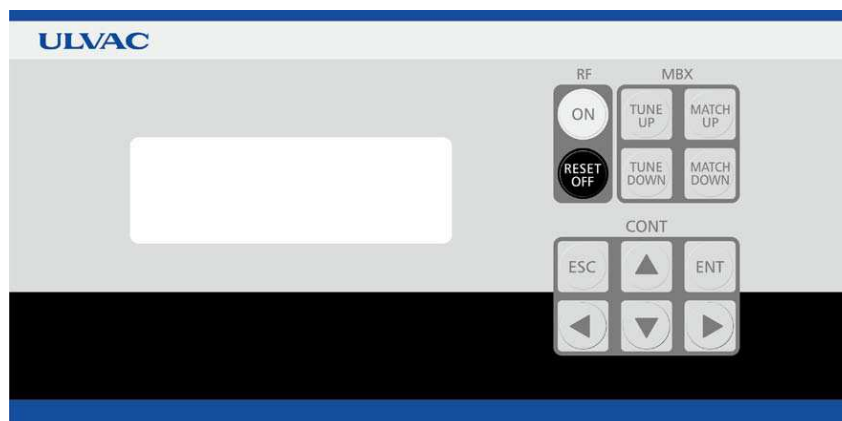 ULVAC
RF
MBX
ON
TUNE
UP
MATCH
UP
RESET
OFF
TUNE
DOWN
MATCH
DOWN
CONT
ESC
ENT